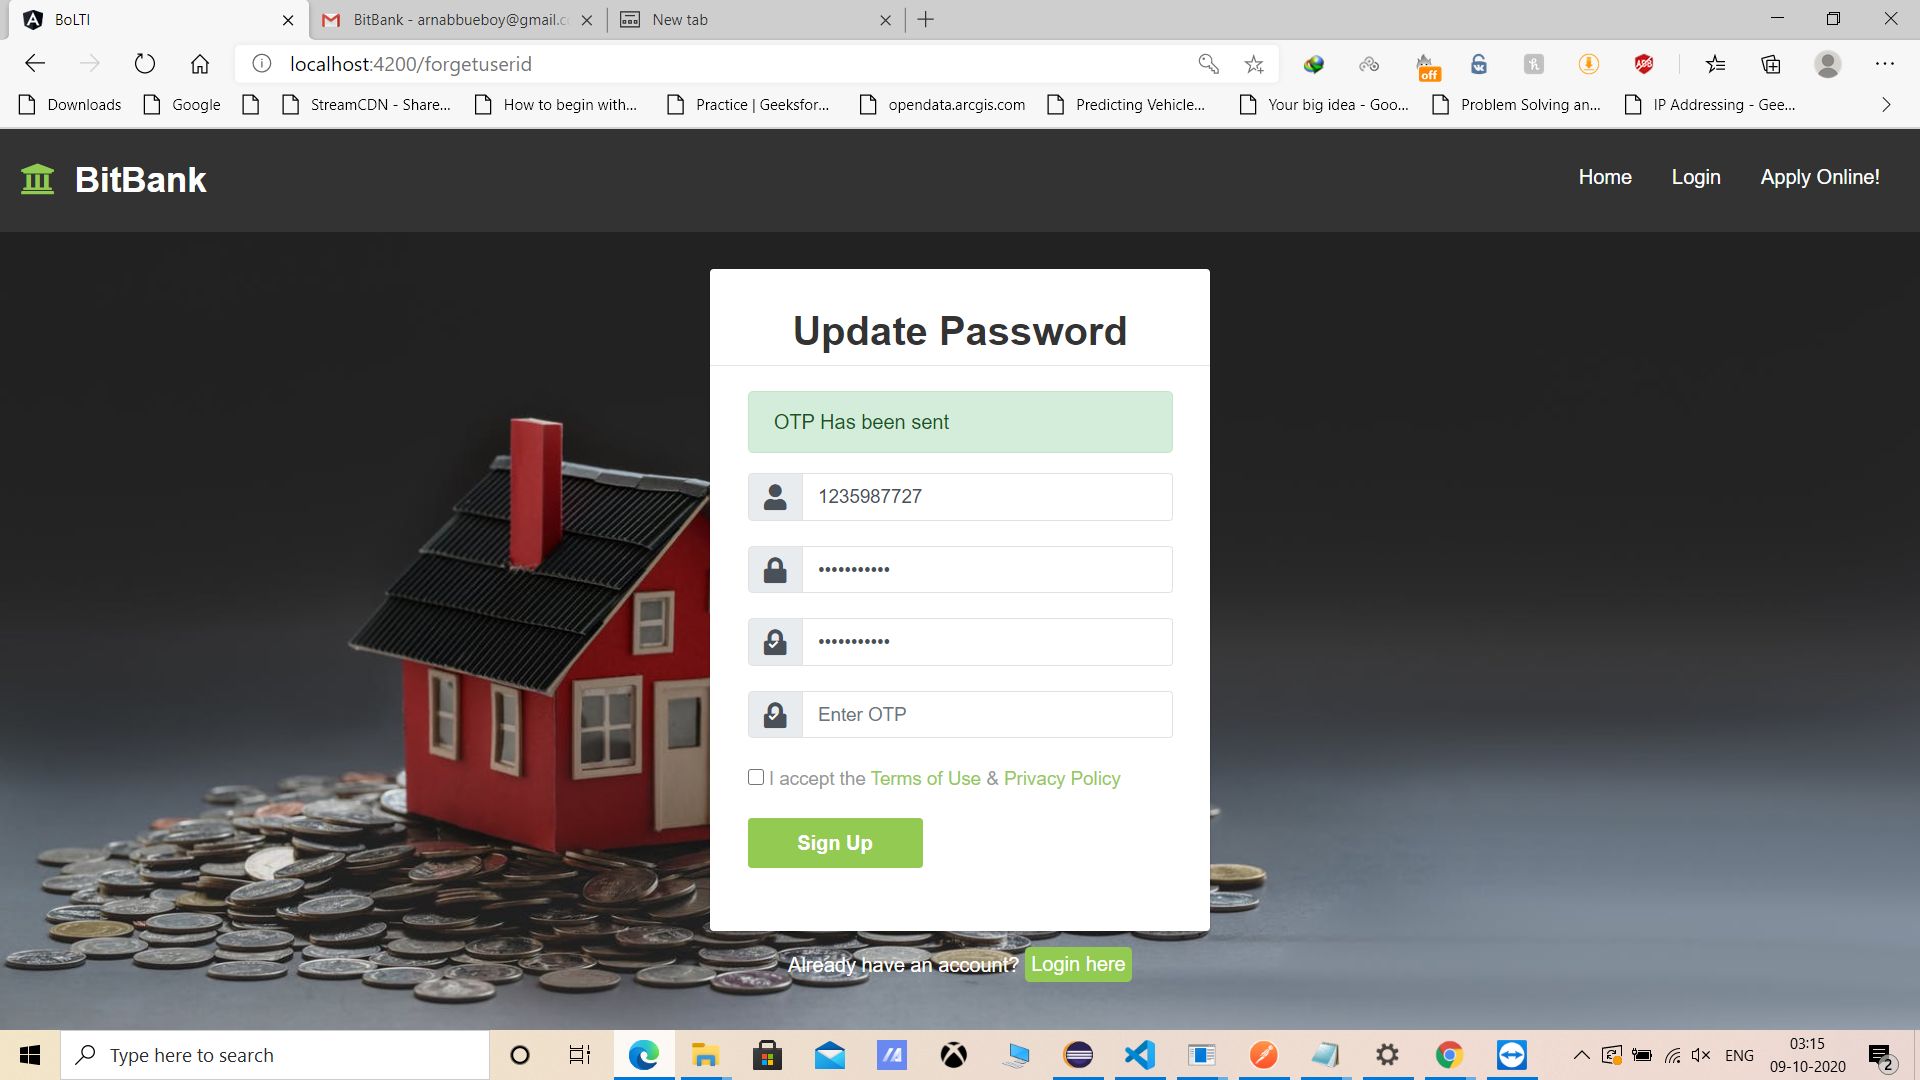 BoLTI
BitBank - arnabbueboy@gmail.c
New tab
localhost:4200/forgetuserid
off
Downloads
Google
StreamCDN - Share...
How to begin with...
Practice | Geeksfor...
opendata.arcgis.com
Predicting Vehicle...
Your big idea - Goo...
Problem Solving an...
IP Addressing - Gee...
BitBank
Home
Login
Apply Online!
Update Password
OTP Has been sent
1235987727
•••••••••••
•••••••••••
Enter OTP
I accept the Terms of Use & Privacy Policy
Sign Up
Already have an account? Login here
Type here to search
ENG
03:15
09-10-2020
2